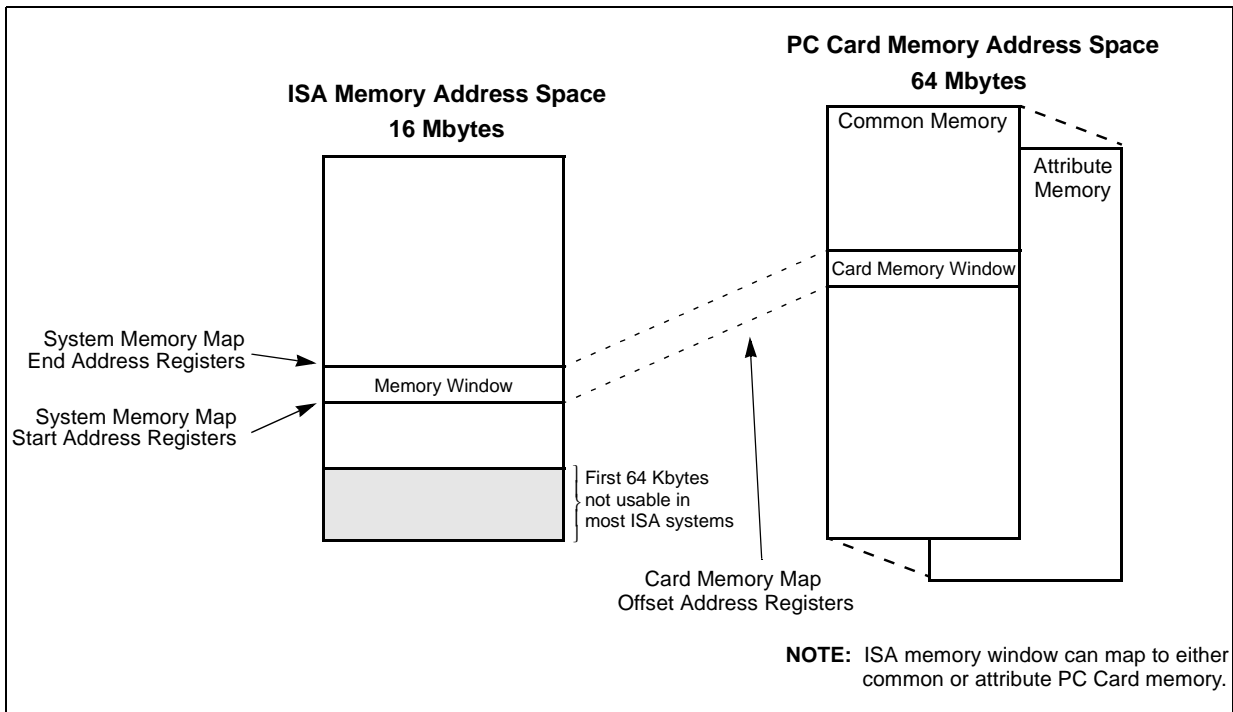 PC Card Memory Address Space
64 Mbytes
ISA Memory Address Space
16 Mbytes
Common Memory
Attribute
Memory
Card Memory Window
System Memory Map
End Address Registers
Memory Window
System Memory Map
Start Address Registers
First 64 Kbytes
not usable in
most ISA systems
Card Memory Map
Offset Address Registers
NOTE: ISA memory window can map to either
common or attribute PC Card memory.